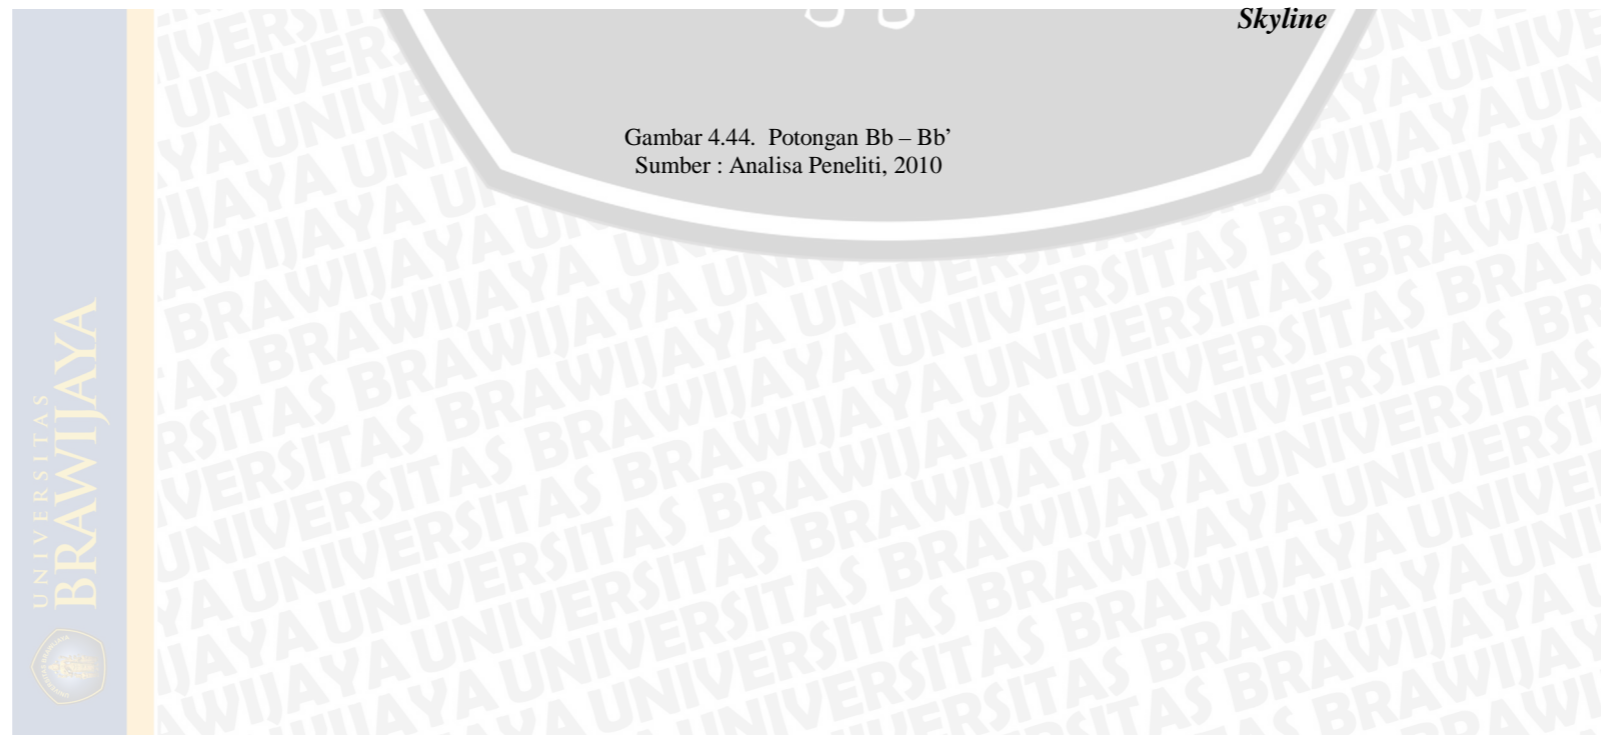 Skyline
Gambar 4.44. Potongan Bb – Bb’
Sumber : Analisa Peneliti, 2010
UNIVERSITAS
BRAWIJAYA